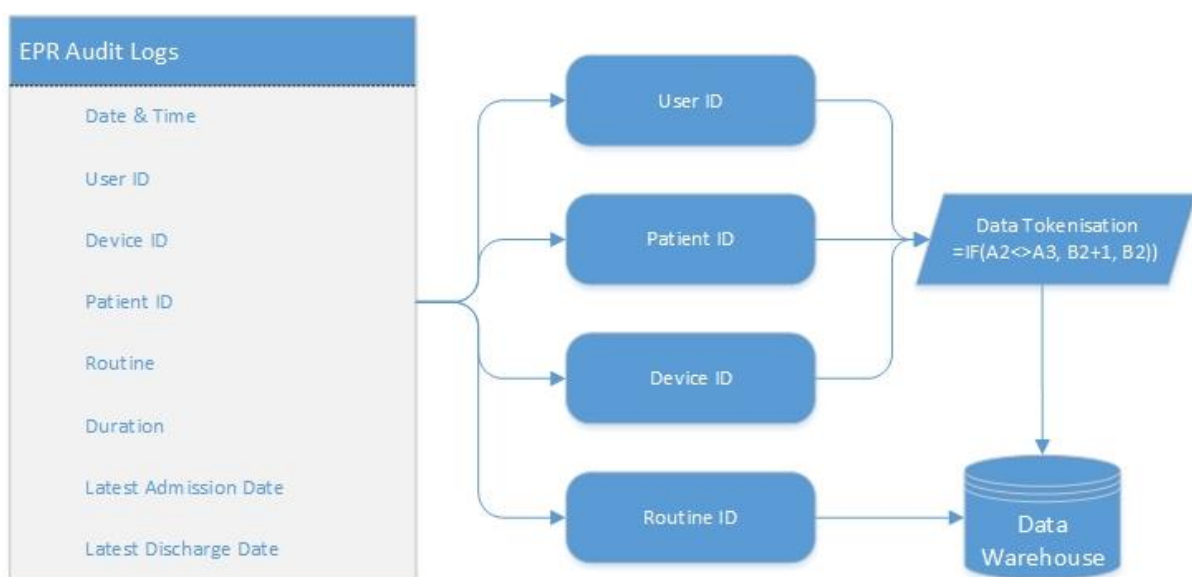 EPR Audit Logs
Date & Time
User ID
Device ID
Patient ID
Routine
Duration
Latest Admission Date
Latest Discharge Date
User ID
Patient ID
Device ID
Routine ID
Data Tokenisation
=IF(A2<>A3, B2+1, B2))
Data
Warehouse